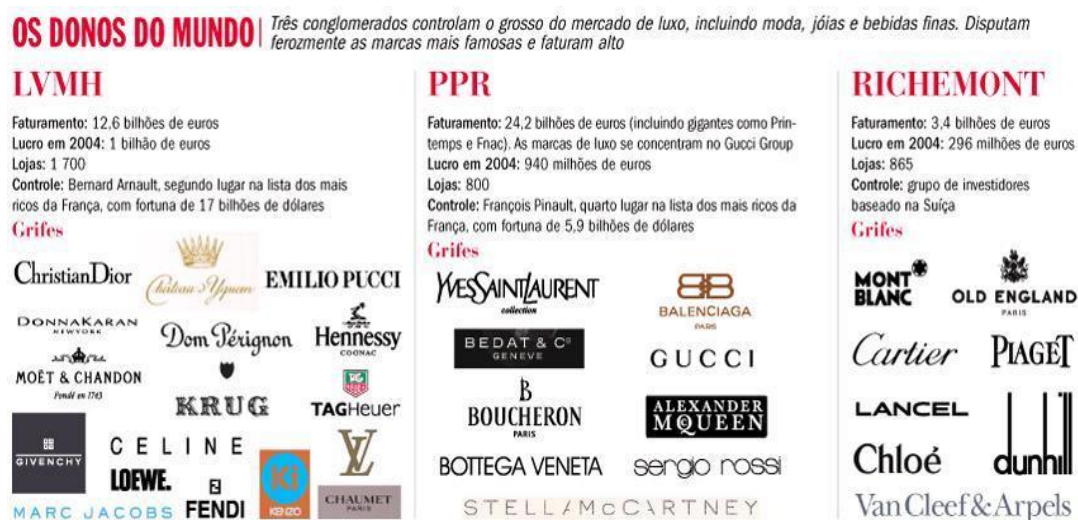 OS DONOS DO MUNDO
Três conglomerados controlam o grosso do mercado de luxo, incluindo moda, jóias e bebidas finas. Disputam
ferozmente as marcas mais famosas e faturam alto
LVMH
Faturamento: 12,6 bilhões de euros
Lucro em 2004: 1 bilhão de euros
Lojas: 1 700
Controle: Bernard Arnault, segundo lugar na lista dos mais
ricos da França, com fortuna de 17 bilhões de dólares
Grifes
ChristianDior
Château d'Yquem
EMILIO PUCCI
DONNAKARAN
NEWYORK
Dom Pérignon
Hennessy
COGNAC
MOËT & CHANDON
Fondé en 1743
KRUG
TAG HEUER
TAGHeuer
GIVENCHY
CELINE
LOEWE.
LV
Ki
KENZO
MARC JACOBS
FENDI
CHAUMET
PARIS
PPR
Faturamento: 24,2 bilhões de euros (incluindo gigantes como Prin-
temps e Fnac). As marcas de luxo se concentram no Gucci Group
Lucro em 2004: 940 milhões de euros
Lojas: 800
Controle: François Pinault, quarto lugar na lista dos mais ricos da
França, com fortuna de 5,9 bilhões de dólares
Grifes
YVESSAINTLAURENT
collection
BB
BALENCIAGA
PARIS
BEDAT & Cº
GENEVE
GUCCI
B
BOUCHERON
PARIS
ALEXANDER
MCQUEEN
BOTTEGA VENETA
sergio rossi
STELLAMcCARTNEY
RICHEMONT
Faturamento: 3,4 bilhões de euros
Lucro em 2004: 296 milhões de euros
Lojas: 865
Controle: grupo de investidores
baseado na Suíça
Grifes
MONT
BLANC
OLD ENGLAND
PARIS
Cartier
PIAGET
LANCEL
Chloé
dunhill
Van Cleef & Arpels